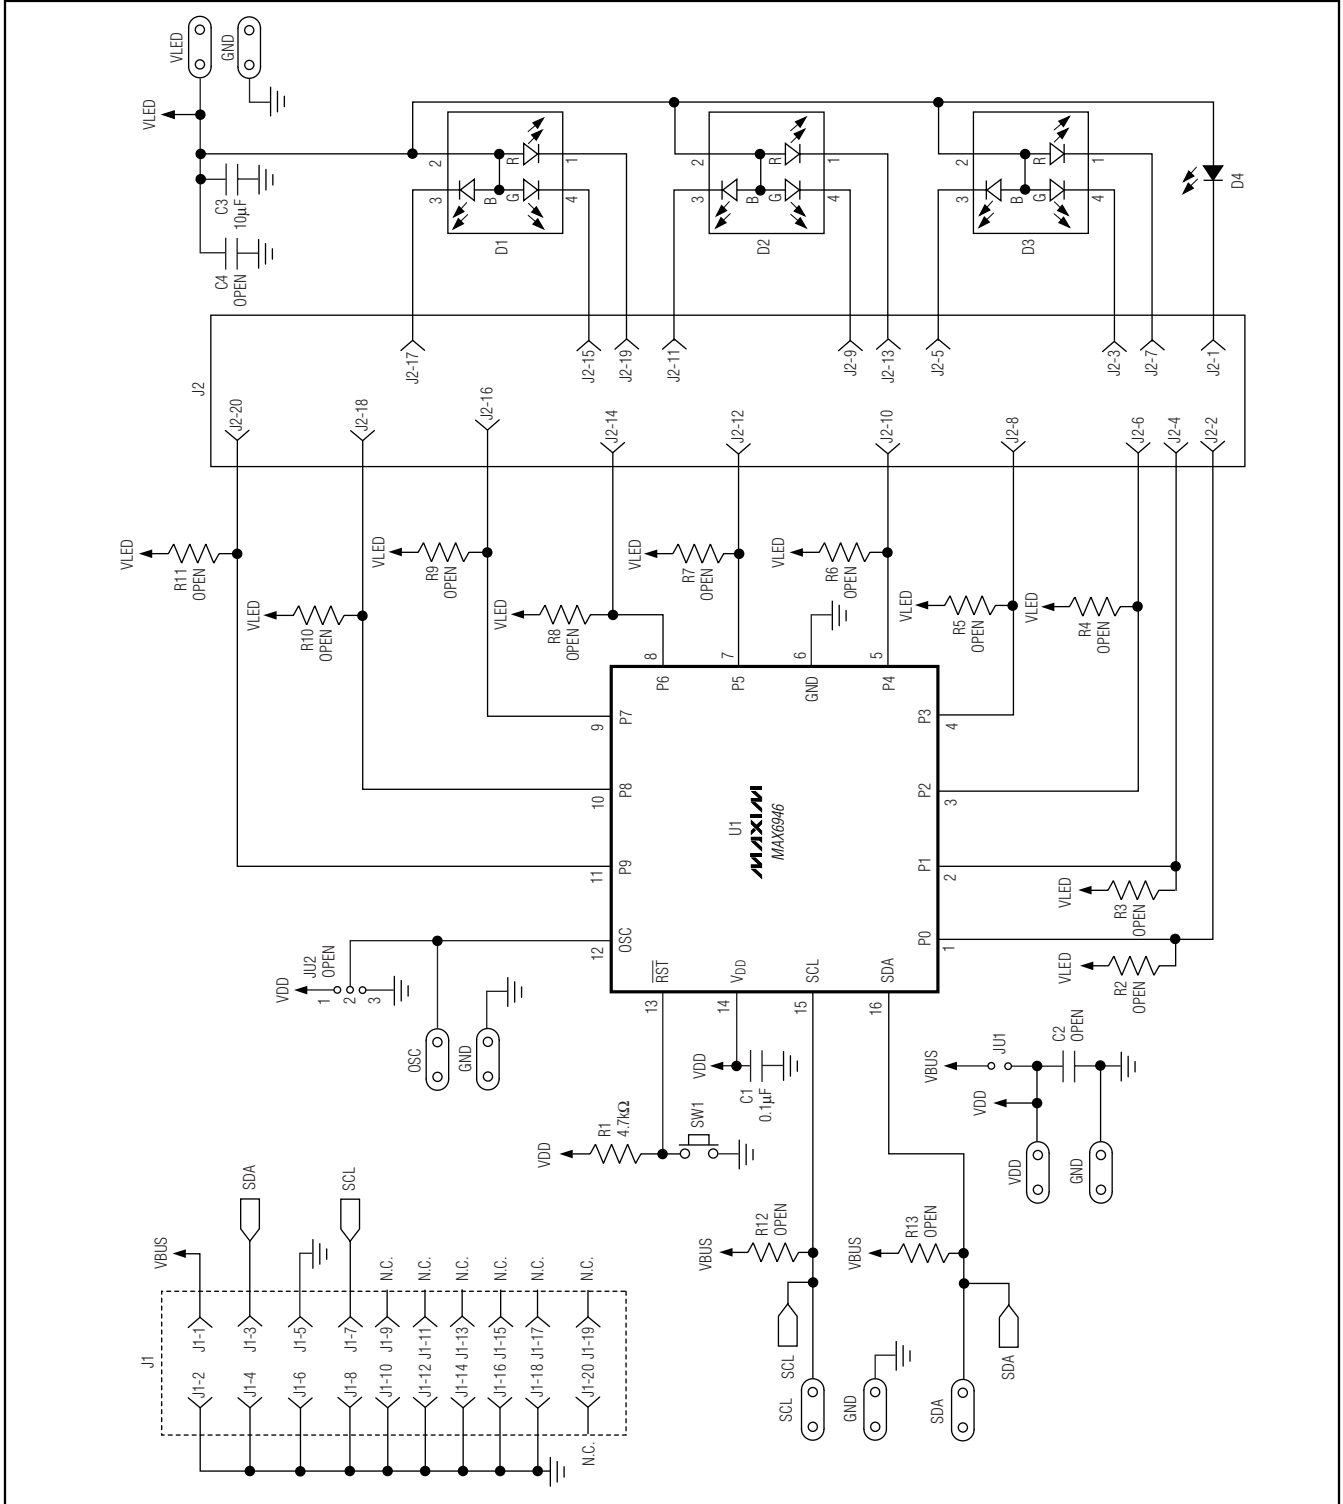 VLED
GND
VLED
C3
10µF
C4
OPEN
2
R
1
3
B
G
4
D1
2
R
1
3
B
G
4
D2
2
R
1
3
B
G
4
D3
D4
J2
J2-17
J2-15
J2-19
J2-11
J2-9
J2-13
J2-5
J2-3
J2-7
J2-1
J2-20
J2-18
J2-16
J2-14
J2-12
J2-10
J2-8
J2-6
J2-4
J2-2
VLED
R11
OPEN
VLED
R10
OPEN
VLED
R9
OPEN
VLED
R8
OPEN
VLED
R7
OPEN
VLED
R6
OPEN
VLED
R5
OPEN
VLED
R4
OPEN
8
P6
7
P5
6
GND
5
P4
9
P7
10
P8
11
P9
12
OSC
P3
4
P2
3
P1
2
P0
1
U1
MAXIM
MAX6946
RST
13
VDD
14
SCL
15
SDA
16
VLED
R3
OPEN
VLED
R2
OPEN
VDD
JU2
OPEN
1
2
3
OSC
GND
VDD
R1
4.7kΩ
SW1
VDD
C1
0.1µF
VBUS
JU1
C2
OPEN
VDD
VDD
GND
VBUS
R12
OPEN
VBUS
R13
OPEN
SCL
SCL
GND
SDA
SDA
VBUS
SDA
SCL
N.C.
N.C.
N.C.
N.C.
N.C.
N.C.
J1
J1-1
J1-3
J1-5
J1-7
J1-9
J1-11
J1-13
J1-15
J1-17
J1-19
J1-2
J1-4
J1-6
J1-8
J1-10
J1-12
J1-14
J1-16
J1-18
J1-20
N.C.